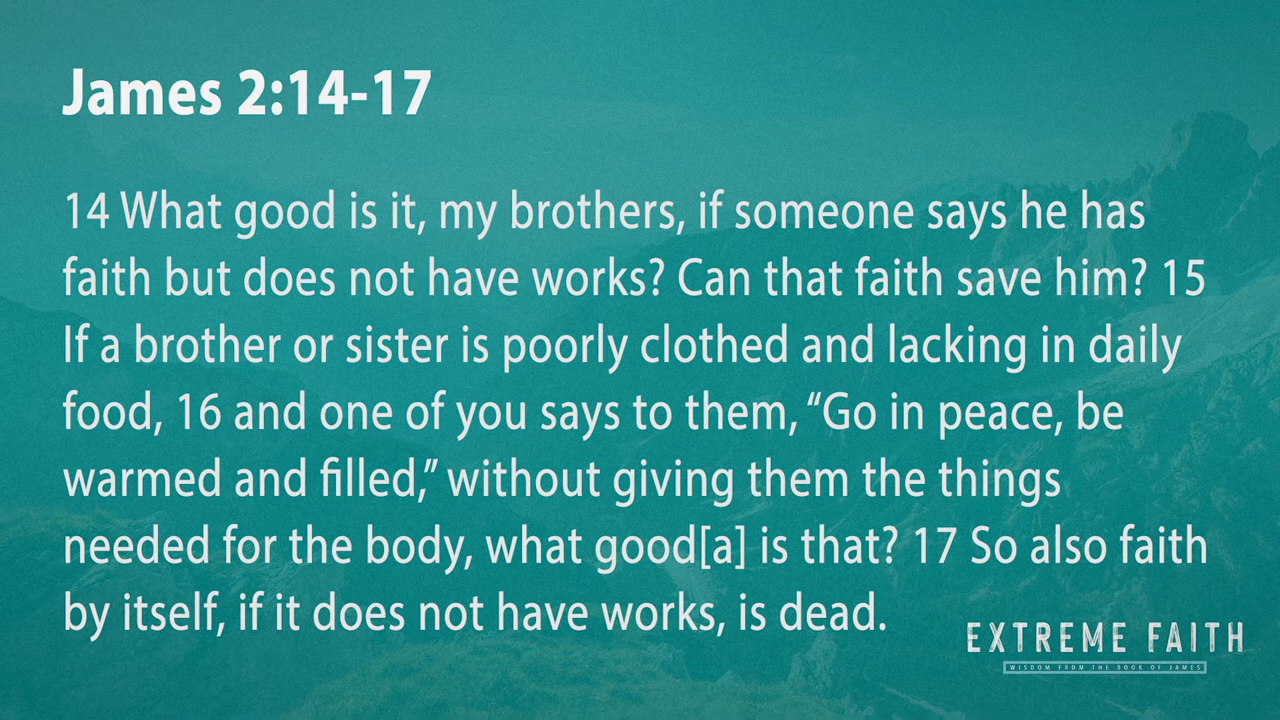 James 2:14-17
14 What good is it, my brothers, if someone says he has
faith but does not have works? Can that faith save him? 15
If a brother or sister is poorly clothed and lacking in daily
food, 16 and one of you says to them, “Go in peace, be
warmed and filled,” without giving them the things
needed for the body, what good[a] is that? 17 So also faith
by itself, if it does not have works, is dead.
EXTREME FAITH
WISDOM FROM THE BOOK OF JAMES